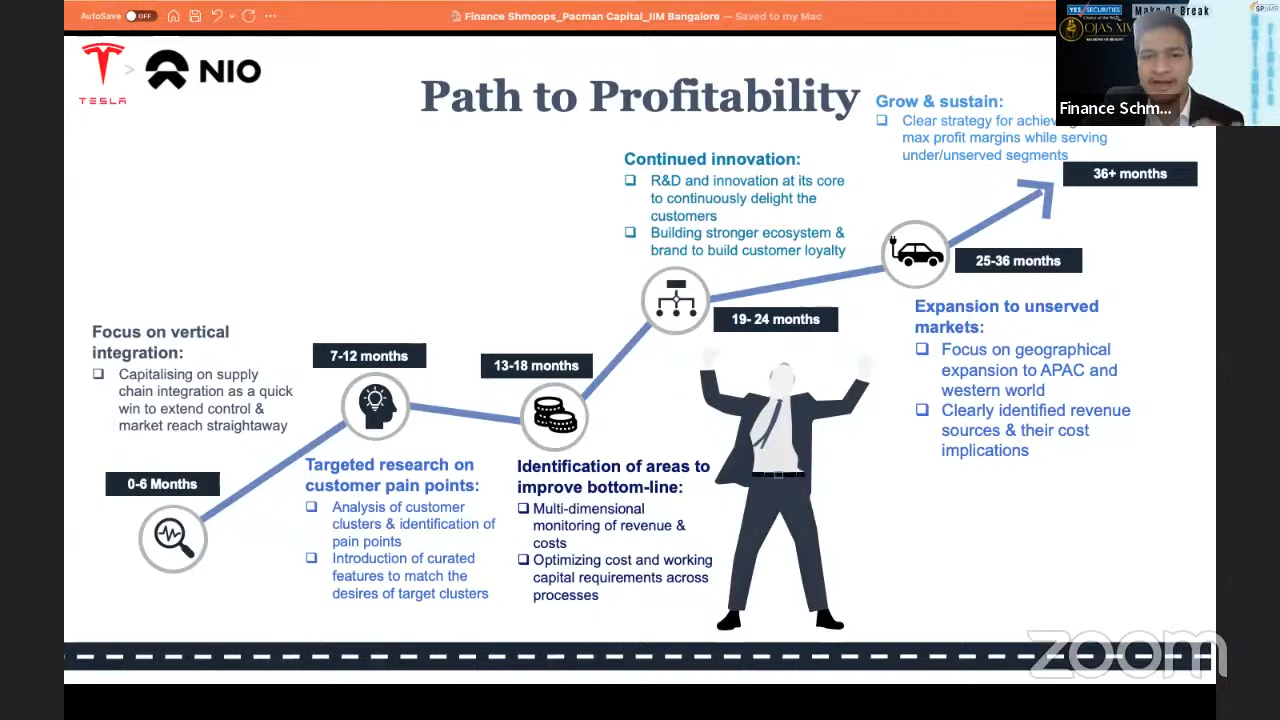 AutoSave OFF
Finance Shmoops_Pacman Capital_IIM Bangalore — Saved to my Mac
YES SECURITIES
Make Or Break
SPJIMR
OJAS XIV
Finance Schm...
TESLA
>
NIO
Path to Profitability
Grow & sustain:
Clear strategy for
max profit margins while serving
under/unserved segments
36+ months
Continued innovation:
R&D and innovation at its core
to continuously delight the
customers
Building stronger ecosystem &
brand to build customer loyalty
25-36 months
19- 24 months
Expansion to unserved
markets:
Focus on geographical
expansion to APAC and
western world
Clearly identified revenue
sources & their cost
implications
Focus on vertical
integration:
Capitalising on supply
chain integration as a quick
win to extend control &
market reach straightaway
7-12 months
13-18 months
0-6 Months
Targeted research on
customer pain points:
Analysis of customer
clusters & identification of
pain points
Introduction of curated
features to match the
desires of target clusters
Identification of areas to
improve bottom-line:
Multi-dimensional
monitoring of revenue &
costs
Optimizing cost and working
capital requirements across
processes
zoom